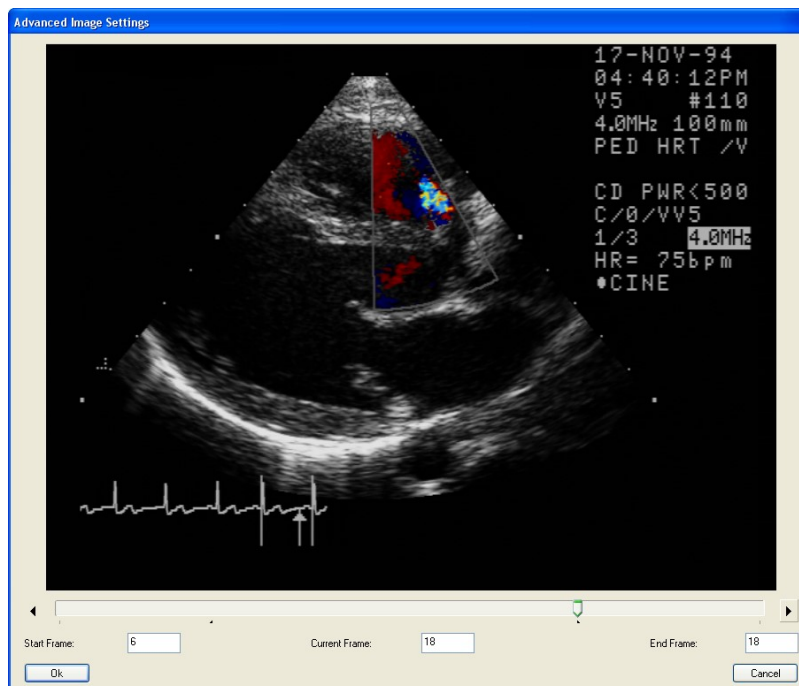 Advanced Image Settings
17-NOV-94
04:40:12PM
V5 #110
4.0MHz 100mm
PED HRT /V
CD PWR<500
C/0/VV5
1/3 4.0MHz
HR= 75bpm
CINE
Start Frame: 6 Current Frame: 18 End Frame: 18
Ok Cancel